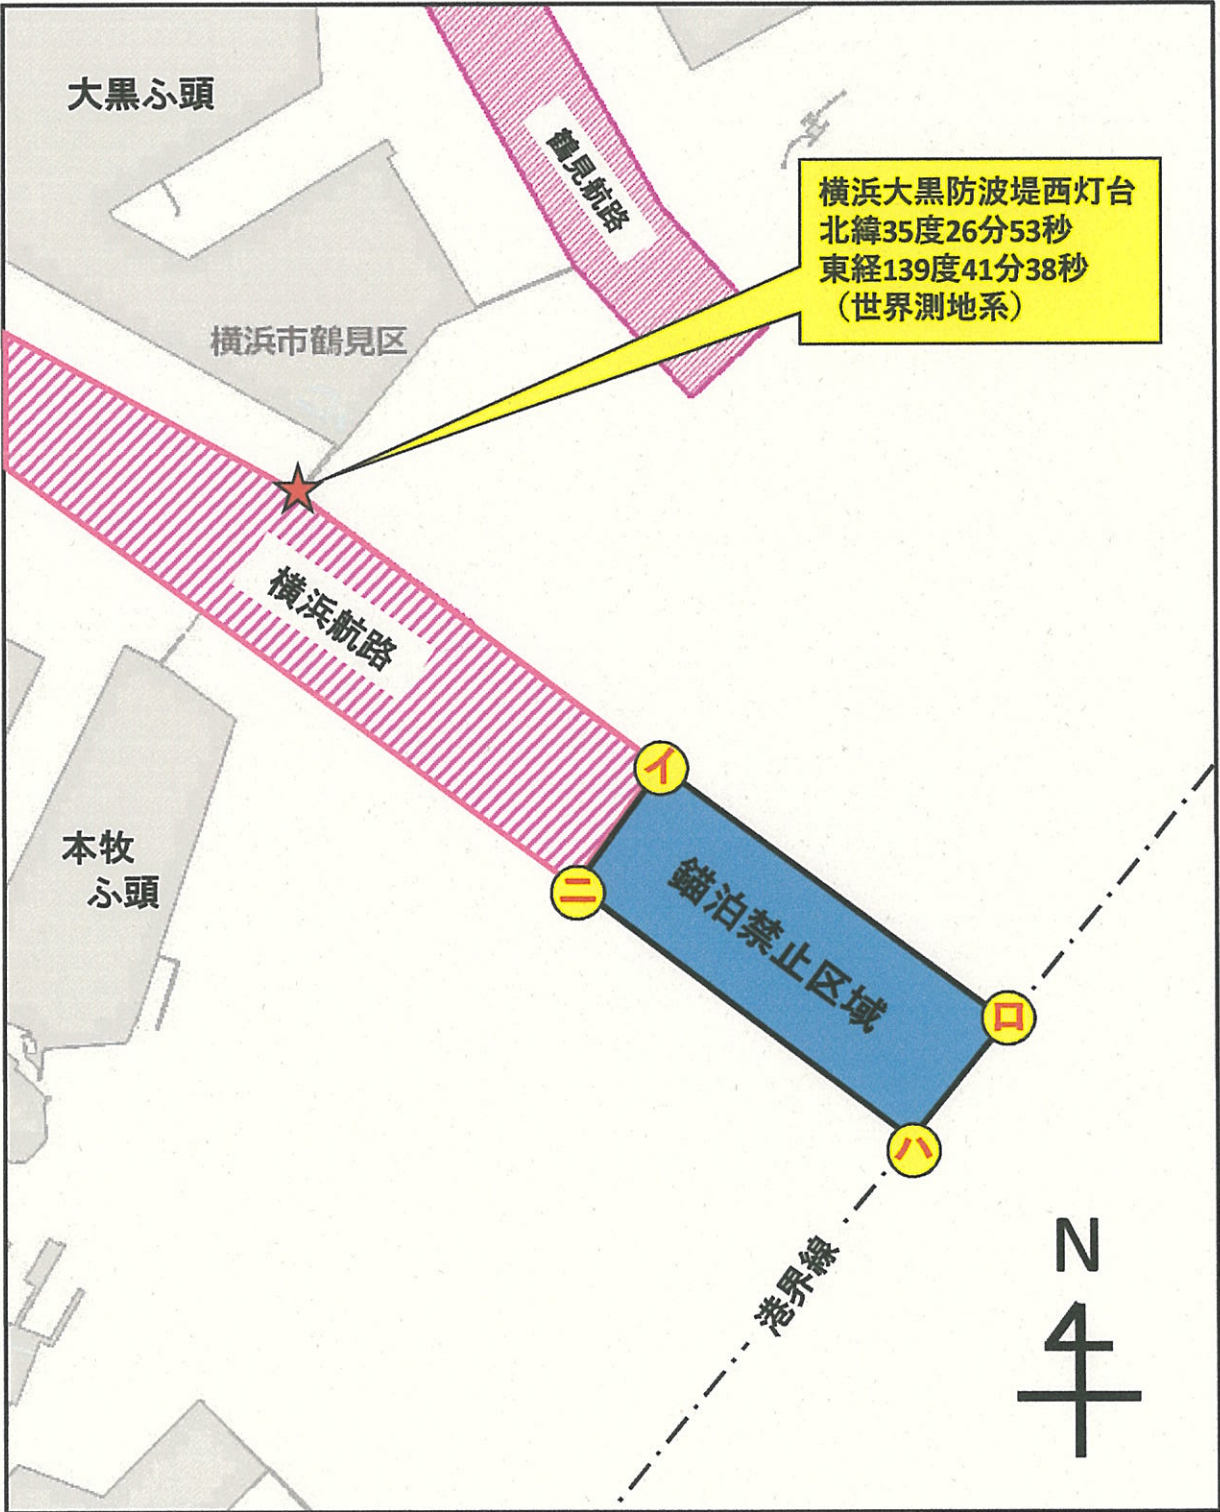 大黒ふ頭
鶴見航路
横浜大黒防波堤西灯台
北緯35度26分53秒
東経139度41分38秒
（世界測地系）
横浜市鶴見区
横浜航路
イ
本牧
ふ頭
ニ
錨泊禁止区域
ロ
ハ
港界線
N